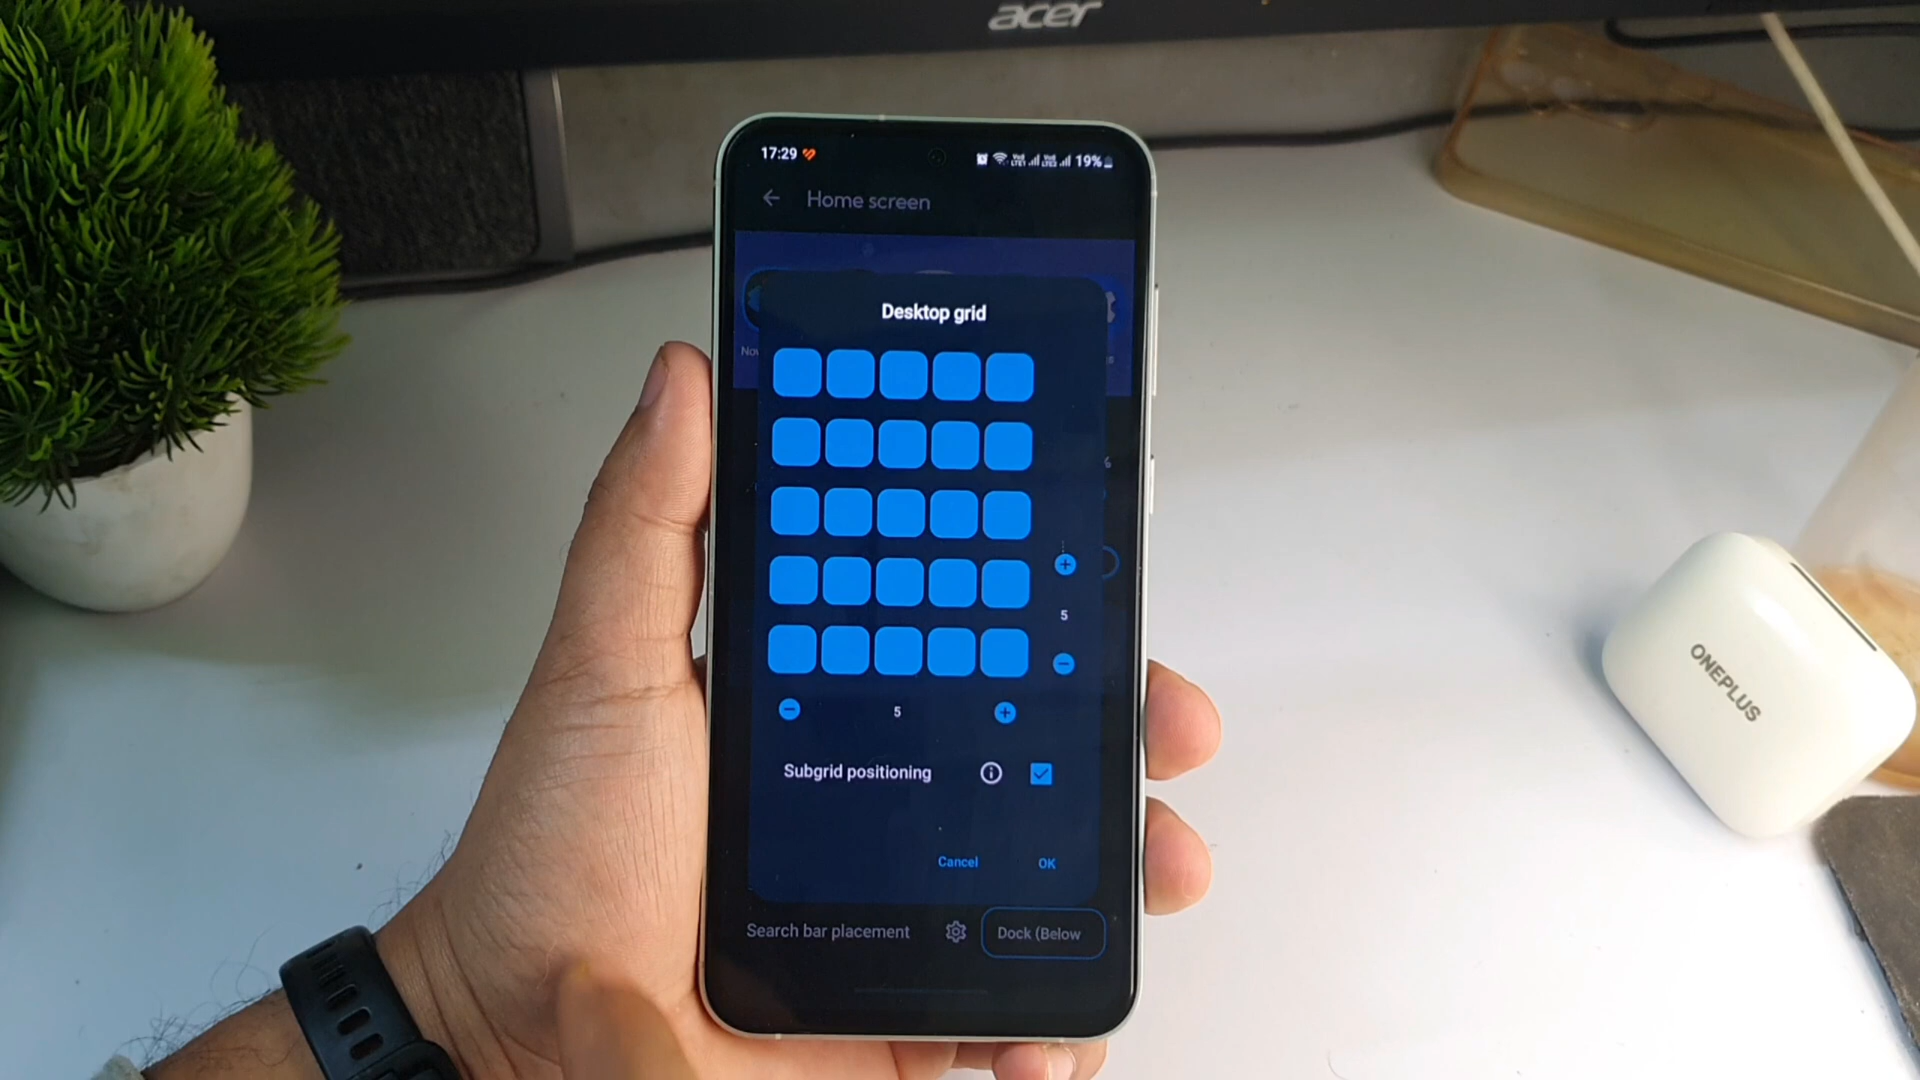 acer
17:29
19%
Home screen
Desktop grid
5
5
Subgrid positioning
Cancel
OK
Search bar placement
Dock (Below
ONEPLUS